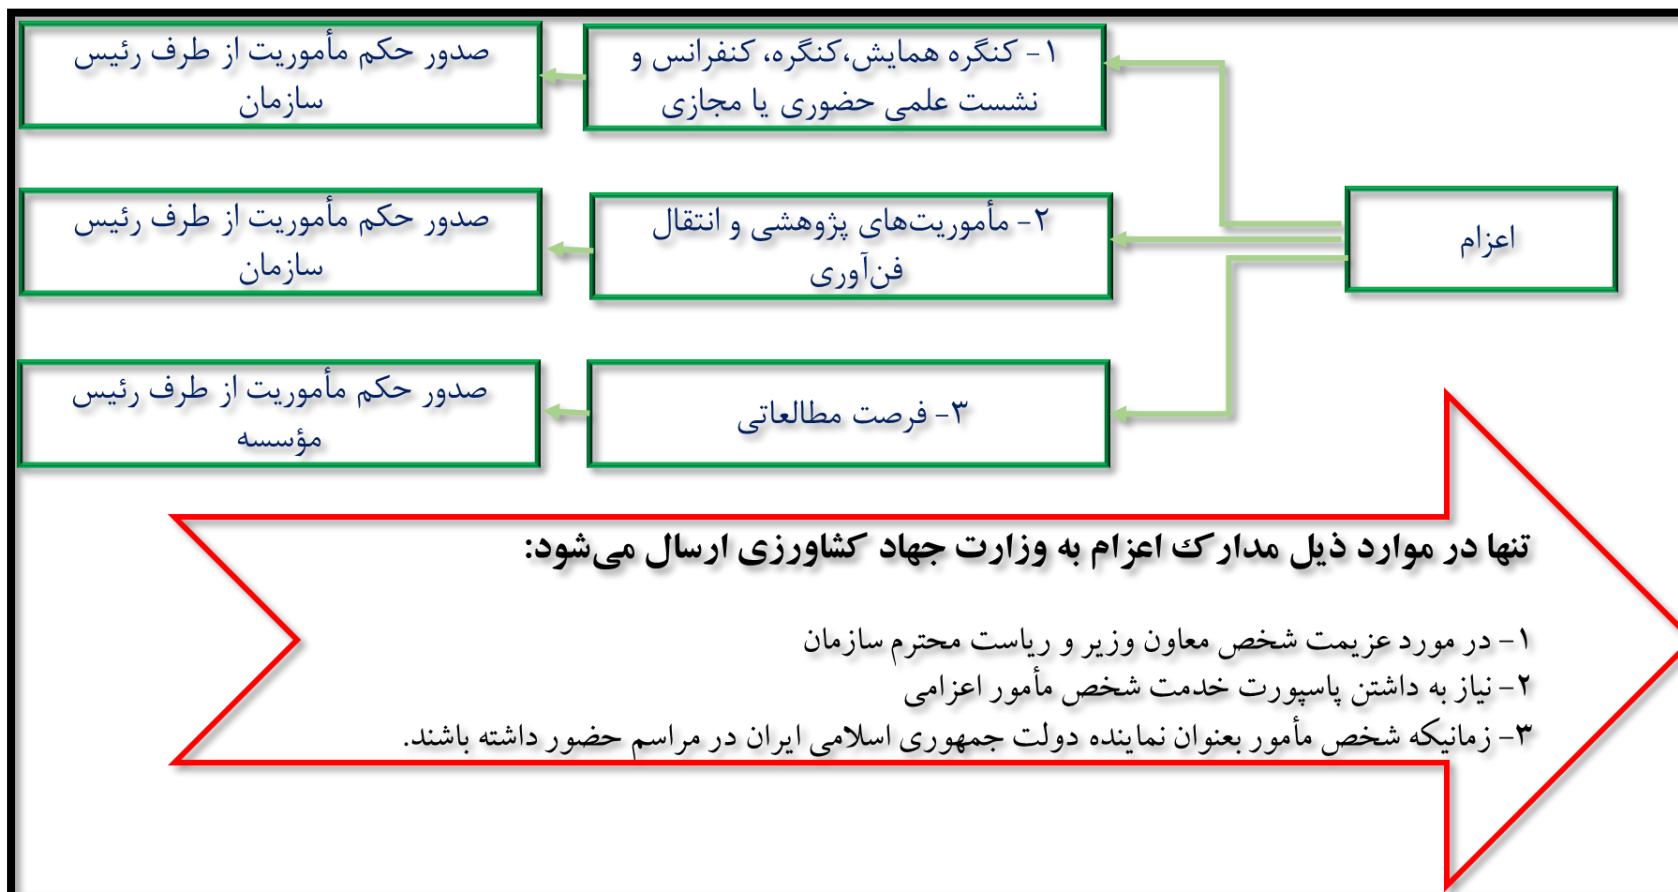 اعزام
۱- کنگره همایش،کنگره، کنفرانس و
نشست علمی حضوری یا مجازی
صدور حکم مأموریت از طرف رئیس
سازمان
۲- مأموریت‌های پژوهشی و انتقال
فن‌آوری
صدور حکم مأموریت از طرف رئیس
سازمان
۳- فرصت مطالعاتی
صدور حکم مأموریت از طرف رئیس
مؤسسه
تنها در موارد ذیل مدارک اعزام به وزارت جهاد کشاورزی ارسال می‌شود:
۱- در مورد عزیمت شخص معاون وزیر و ریاست محترم سازمان
۲- نیاز به داشتن پاسپورت خدمت شخص مأمور اعزامی
۳- زمانیکه شخص مأمور بعنوان نماینده دولت جمهوری اسلامی ایران در مراسم حضور داشته باشند.